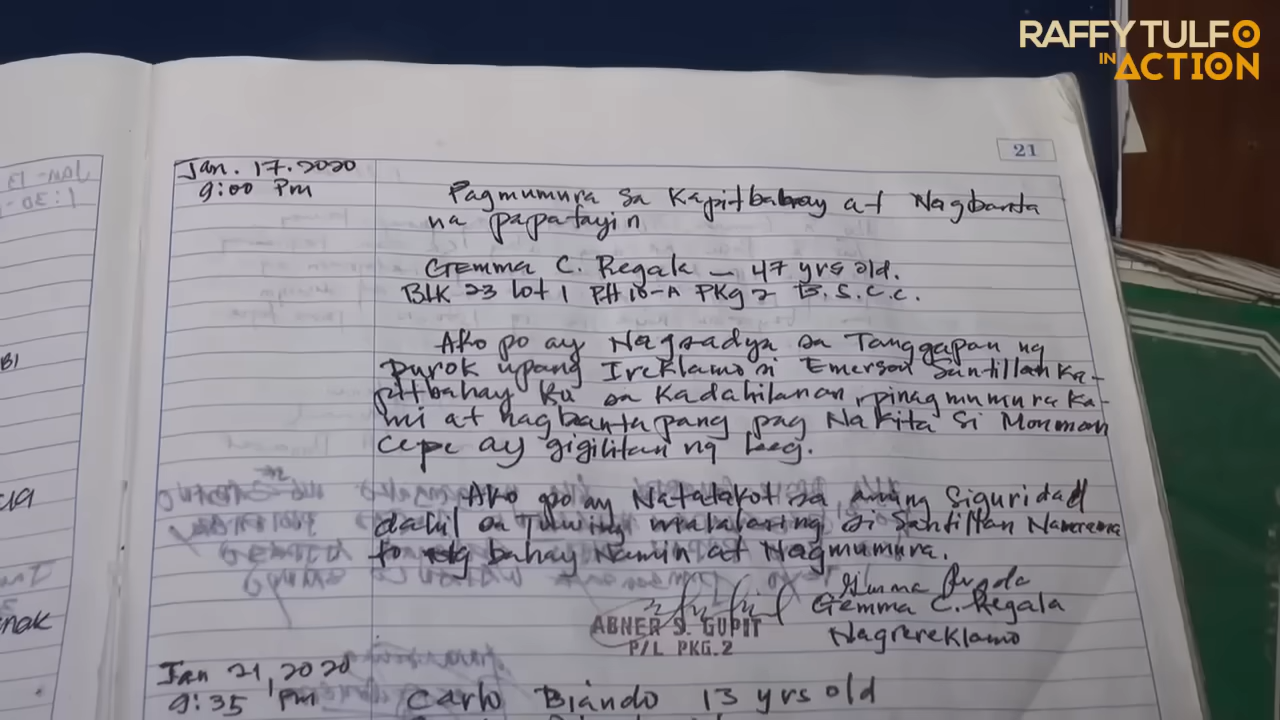 RAFFY TULFO
IN ACTION
21
Jan. 17. 2020
9:00 Pm
Pagmumura sa Kapitbahay at Nagbanta
na papatayin
Gemma C. Regala - 47 yrs old.
BLK 23 Lot 1 PH 10-A PKg 2 B.S.C.C.
Ako po ay Nagsadya sa Tanggapan ng
Purok upang Ireklamo si Emerson Santillan Ka-
pitbahay ku sa Kadahilanan, pinagmumura Ka-
mi at nagbanta pang pag Nakita si Monmon
Cepe ay gigilitan ng leeg.
Ako po ay Natatakot sa aming Siguridad
dahil sa Tuwing malalasing si Santillan
bahay Namin at Nagmumura.
Gemma C. Regala
Nagrereklamo
ABNER S. GUPIT
P/L PKG.2
Jan 21, 2020
9:35 Pm
Carlo Biando 13 yrs old
BI
nak